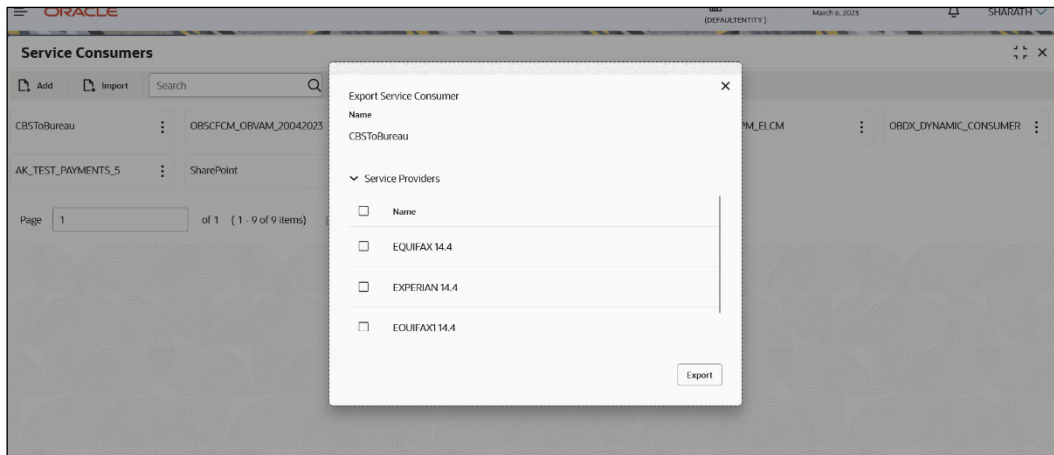 ORACLE
(DEFAULTENTITY)
March 6, 2023
SHARATH
Service Consumers
Add
Import
Search
CBSToBureau
OBSCFCM_OBVAM_20042023
PM_ELCM
OBDX_DYNAMIC_CONSUMER
AK_TEST_PAYMENTS_5
SharePoint
Page 1 of 1 ( 1 - 9 of 9 items)
Export Service Consumer
Name
CBSToBureau
Service Providers
Name
EQUIFAX 14.4
EXPERIAN 14.4
EQUIFAX1 14.4
Export